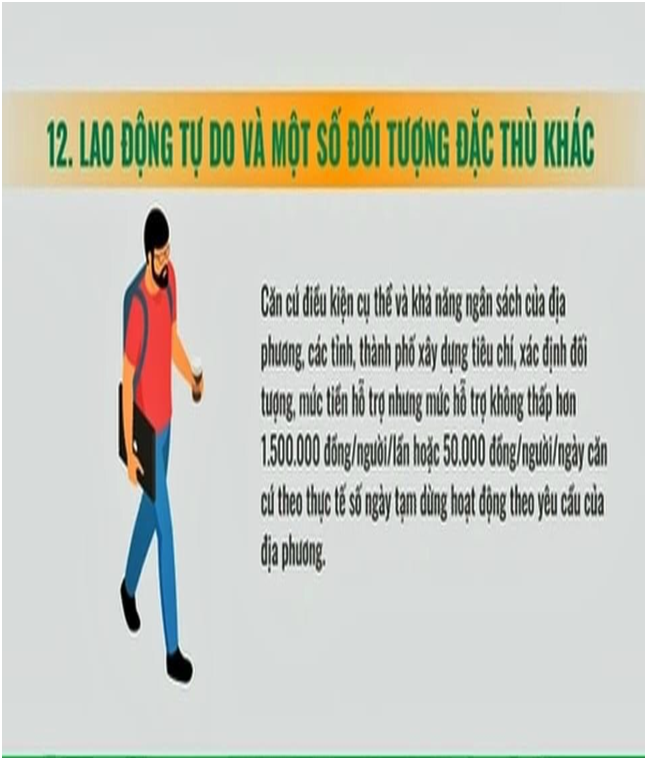 12. LAO ĐỘNG TỰ DO VÀ MỘT SỐ ĐỐI TƯỢNG ĐẶC THÙ KHÁC
Căn cứ điều kiện cụ thể và khả năng ngân sách của địa
phương, các tỉnh, thành phố xây dựng tiêu chí, xác định đối
tượng, mức tiền hỗ trợ nhưng mức hỗ trợ không thấp hơn
1.500.000 đồng/người/lần hoặc 50.000 đồng/người/ngày căn
cứ theo thực tế số ngày tạm dừng hoạt động theo yêu cầu của
địa phương.